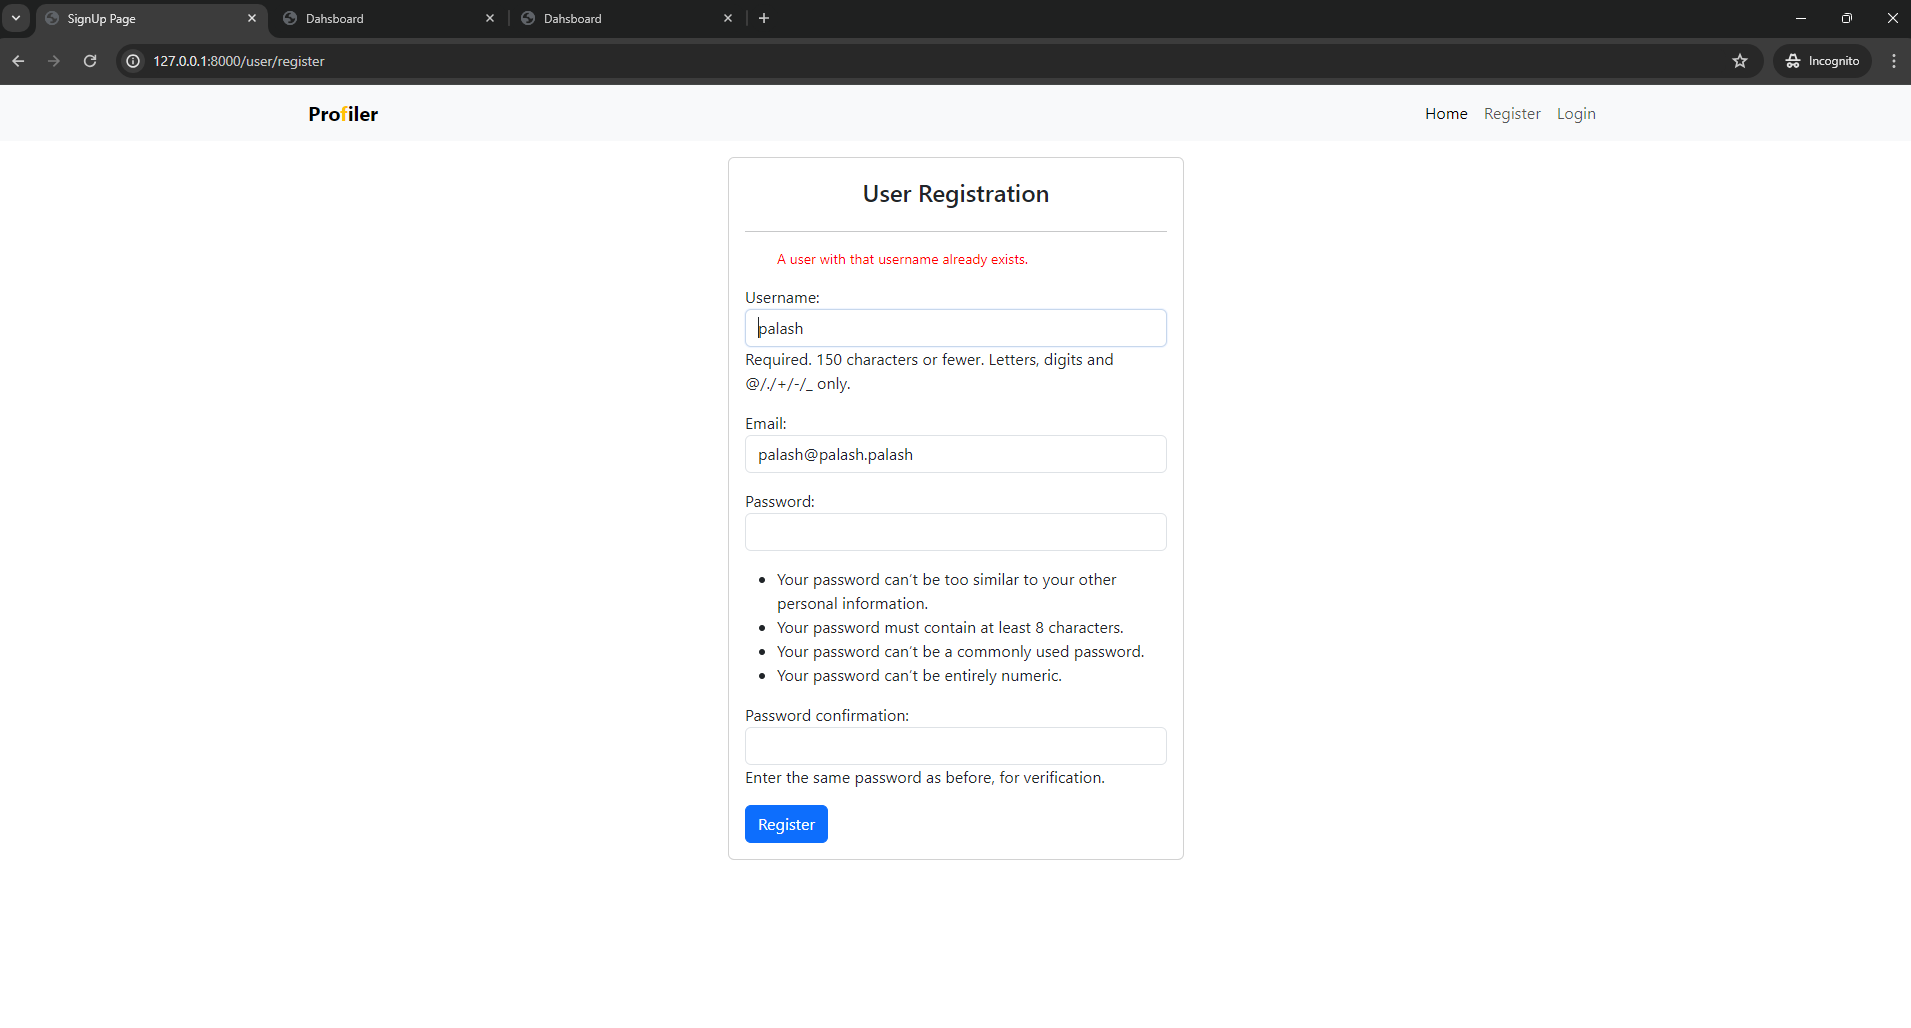 SignUp Page
Dahsboard
Dahsboard
127.0.0.1:8000/user/register
Incognito
Profiler
Home Register Login
User Registration
A user with that username already exists.
Username:
palash
Required. 150 characters or fewer. Letters, digits and
@/./+/-/_ only.
Email:
palash@palash.palash
Password:
Your password can't be too similar to your other
personal information.
Your password must contain at least 8 characters.
Your password can't be a commonly used password.
Your password can't be entirely numeric.
Password confirmation:
Enter the same password as before, for verification.
Register